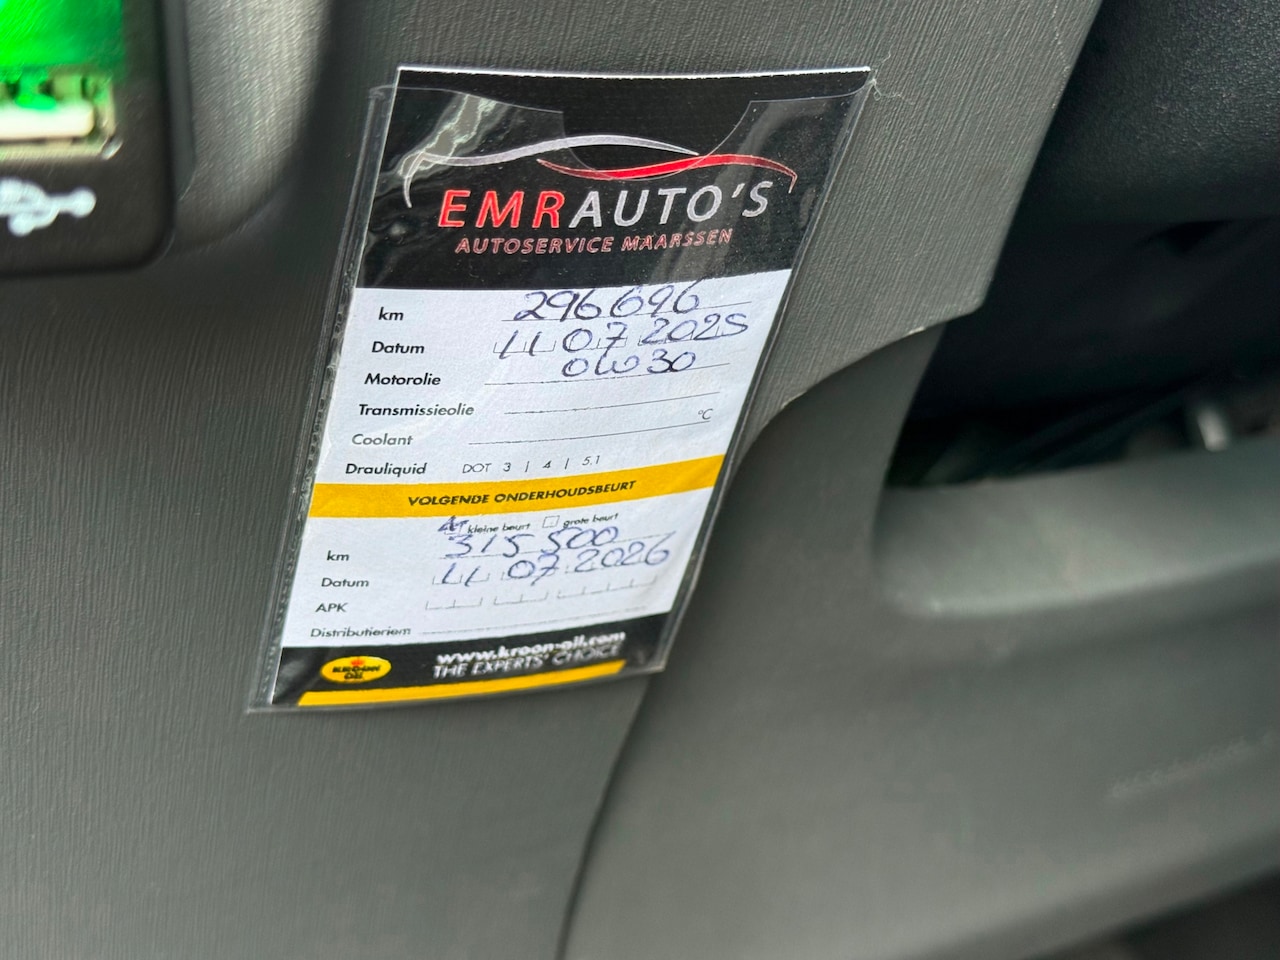 EMRAUTO'S
AUTOSERVICE MAARSSEN
km 296696
Datum 11 07 2025
Motorolie 0W30
Transmissieolie
°C
Coolant
Drauliquid DOT 3 | 4 | 5.1
VOLGENDE ONDERHOUDSBEURT
kleine beurt grote beurt
km 315500
Datum 11 07 2026
APK
Distributieriem
KROON OIL
www.kroon-oil.com
THE EXPERTS' CHOICE